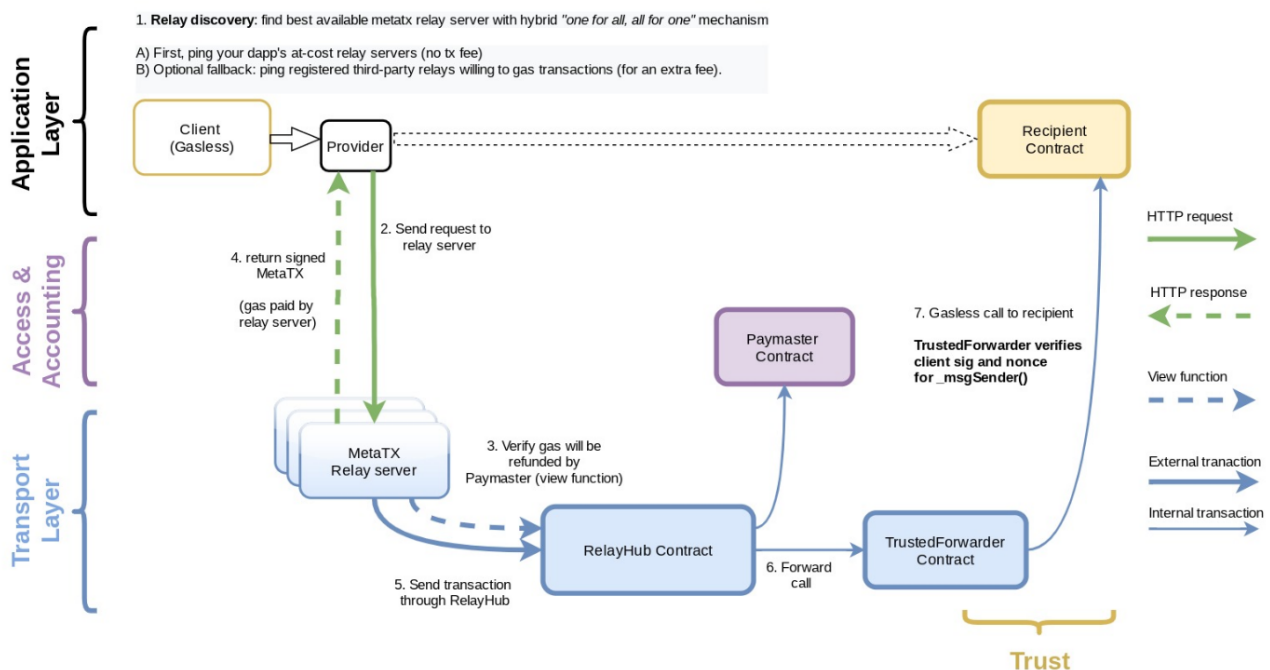 1. Relay discovery: find best available metatx relay server with hybrid "one for all, all for one" mechanism
A) First, ping your dapp's at-cost relay servers (no tx fee)
B) Optional fallback: ping registered third-party relays willing to gas transactions (for an extra fee).
Application
Layer
Client
(Gasless)
Provider
Recipient
Contract
2. Send request to
relay server
4. return signed
MetaTX
(gas paid by
relay server)
Access &
Accounting
Paymaster
Contract
7. Gasless call to recipient
TrustedForwarder verifies
client sig and nonce
for _msgSender()
HTTP request
HTTP response
View function
External tranaction
Internal transaction
Transport
Layer
MetaTX
Relay server
3. Verify gas will be
refunded by
Paymaster (view function)
RelayHub Contract
TrustedForwarder
Contract
5. Send transaction
through RelayHub
6. Forward
call
Trust